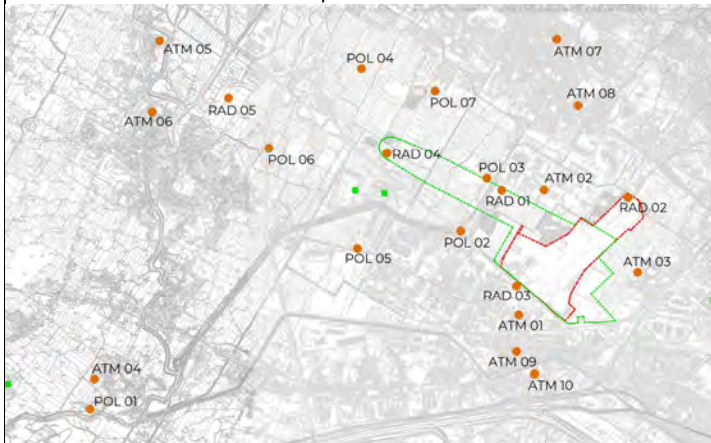 ATM 05
POL 04
ATM 07
POL 07
ATM 08
RAD 05
ATM 06
POL 06
RAD 04
POL 03
ATM 02
RAD 01
RAD 02
POL 02
POL 05
ATM 03
RAD 03
ATM 01
ATM 09
ATM 04
ATM 10
POL 01